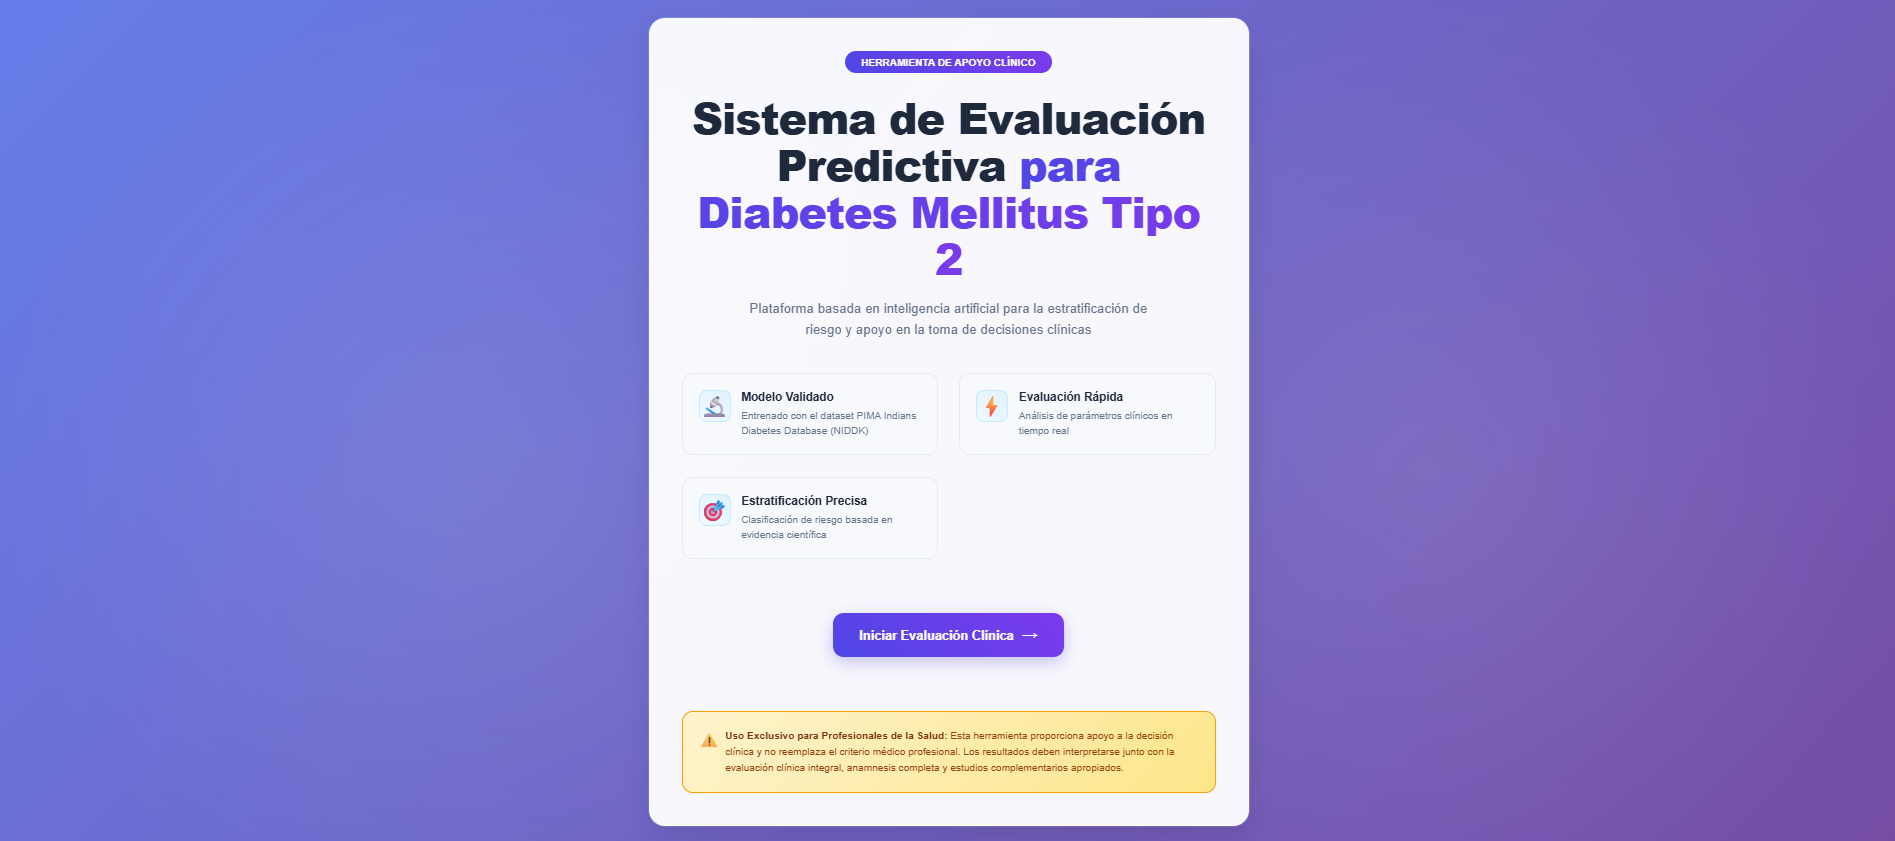 HERRAMIENTA DE APOYO CLÍNICO
Sistema de Evaluación
Predictiva para
Diabetes Mellitus Tipo
2
Plataforma basada en inteligencia artificial para la estratificación de
riesgo y apoyo en la toma de decisiones clínicas
Modelo Validado
Entrenado con el dataset PIMA Indians
Diabetes Database (NIDDK)
Evaluación Rápida
Análisis de parámetros clínicos en
tiempo real
Estratificación Precisa
Clasificación de riesgo basada en
evidencia científica
Iniciar Evaluación Clínica →
Uso Exclusivo para Profesionales de la Salud: Esta herramienta proporciona apoyo a la decisión
clínica y no reemplaza el criterio médico profesional. Los resultados deben interpretarse junto con la
evaluación clínica integral, anamnesis completa y estudios complementarios apropiados.